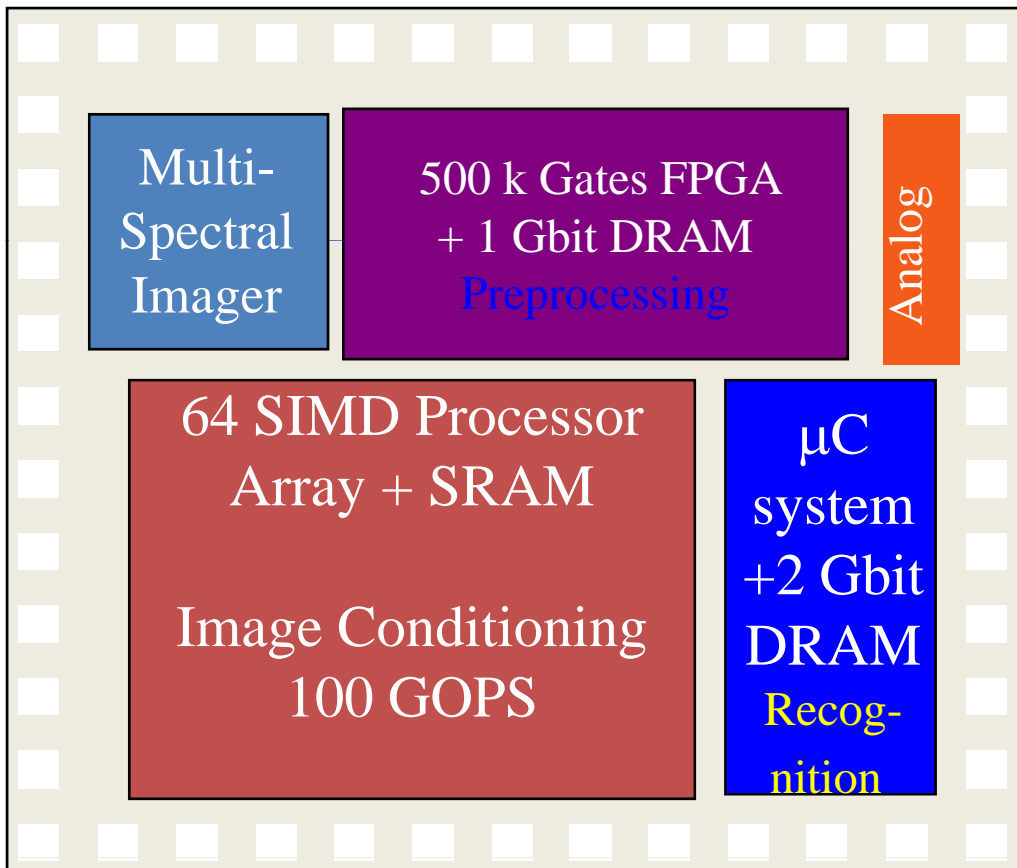 Multi-
Spectral
Imager
500 k Gates FPGA
+ 1 Gbit DRAM
Preprocessing
Analog
64 SIMD Processor
Array + SRAM
Image Conditioning
100 GOPS
μC
system
+2 Gbit
DRAM
Recog-
nition